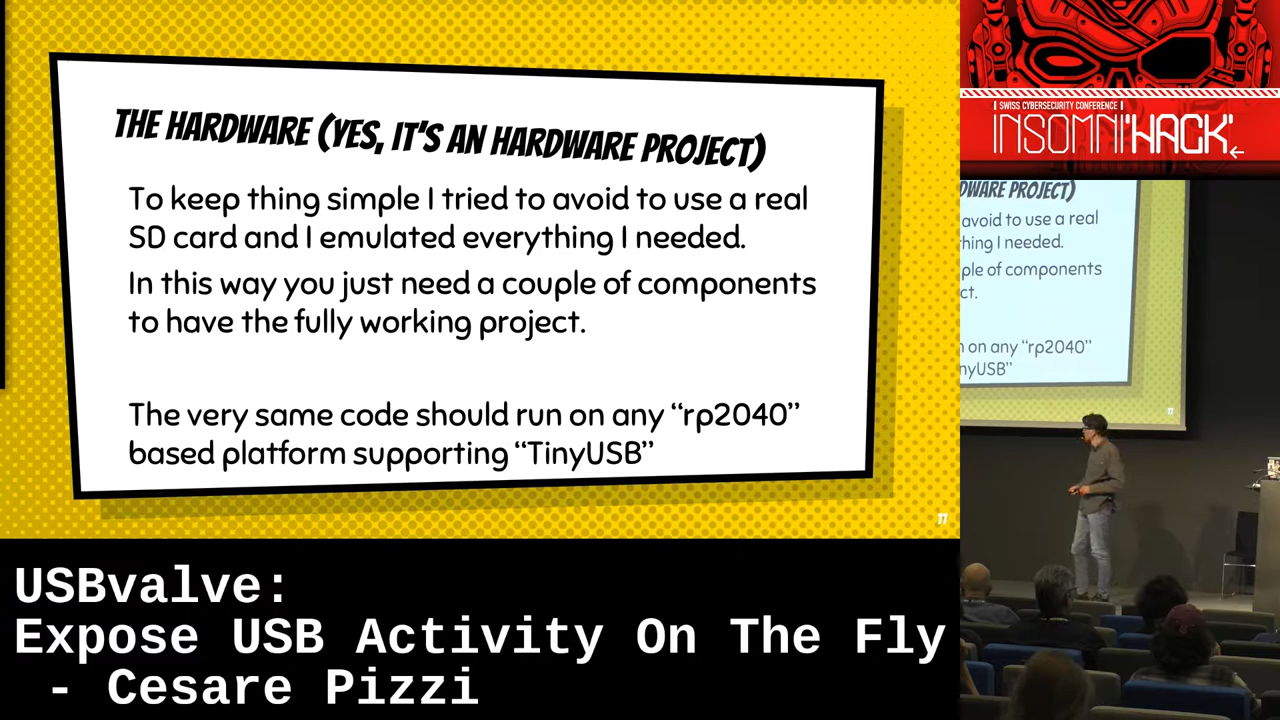 THE HARDWARE (YES, IT'S AN HARDWARE PROJECT)
To keep thing simple I tried to avoid to use a real
SD card and I emulated everything I needed.
In this way you just need a couple of components
to have the fully working project.
The very same code should run on any “rp2040”
based platform supporting “TinyUSB”
11
USBvalve:
Expose USB Activity On The Fly
- Cesare Pizzi
SWISS CYBERSECURITY CONFERENCE
INSOMNI'HACK
DWARE PROJECT)
avoid to use a real
hing I needed.
ple of components
ct.
n on any “rp2040”
nyUSB”
11